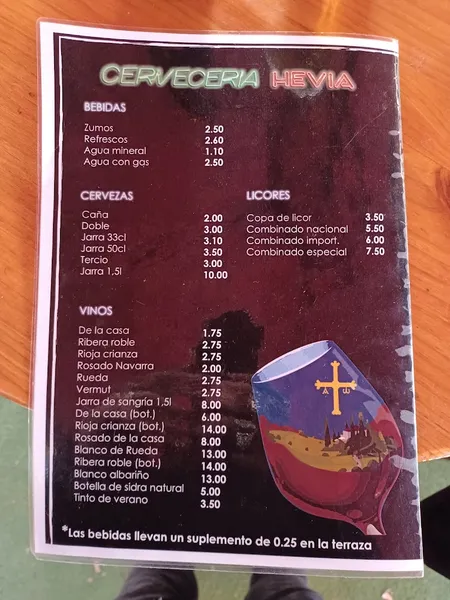 CERVECERIA HEVIA
BEBIDAS
Zumos 2.50
Refrescos 2.60
Agua mineral 1.10
Agua con gas 2.50
CERVEZAS
Caña 2.00
Doble 3.00
Jarra 33cl 3.10
Jarra 50cl 3.50
Tercio 3.00
Jarra 1,5l 10.00
LICORES
Copa de licor 3.50
Combinado nacional 5.50
Combinado import. 6.00
Combinado especial 7.50
VINOS
De la casa 1.75
Ribera roble 2.75
Rioja crianza 2.75
Rosado Navarra 2.00
Rueda 2.75
Vermut 2.75
Jarra de sangría 1,5l 8.00
De la casa (bot.) 6.00
Rioja crianza (bot.) 14.00
Rosado de la casa 8.00
Blanco de Rueda 13.00
Ribera roble (bot.) 14.00
Blanco albariño 13.00
Botella de sidra natural 5.00
Tinto de verano 3.50
A W
*Las bebidas llevan un suplemento de 0.25 en la terraza